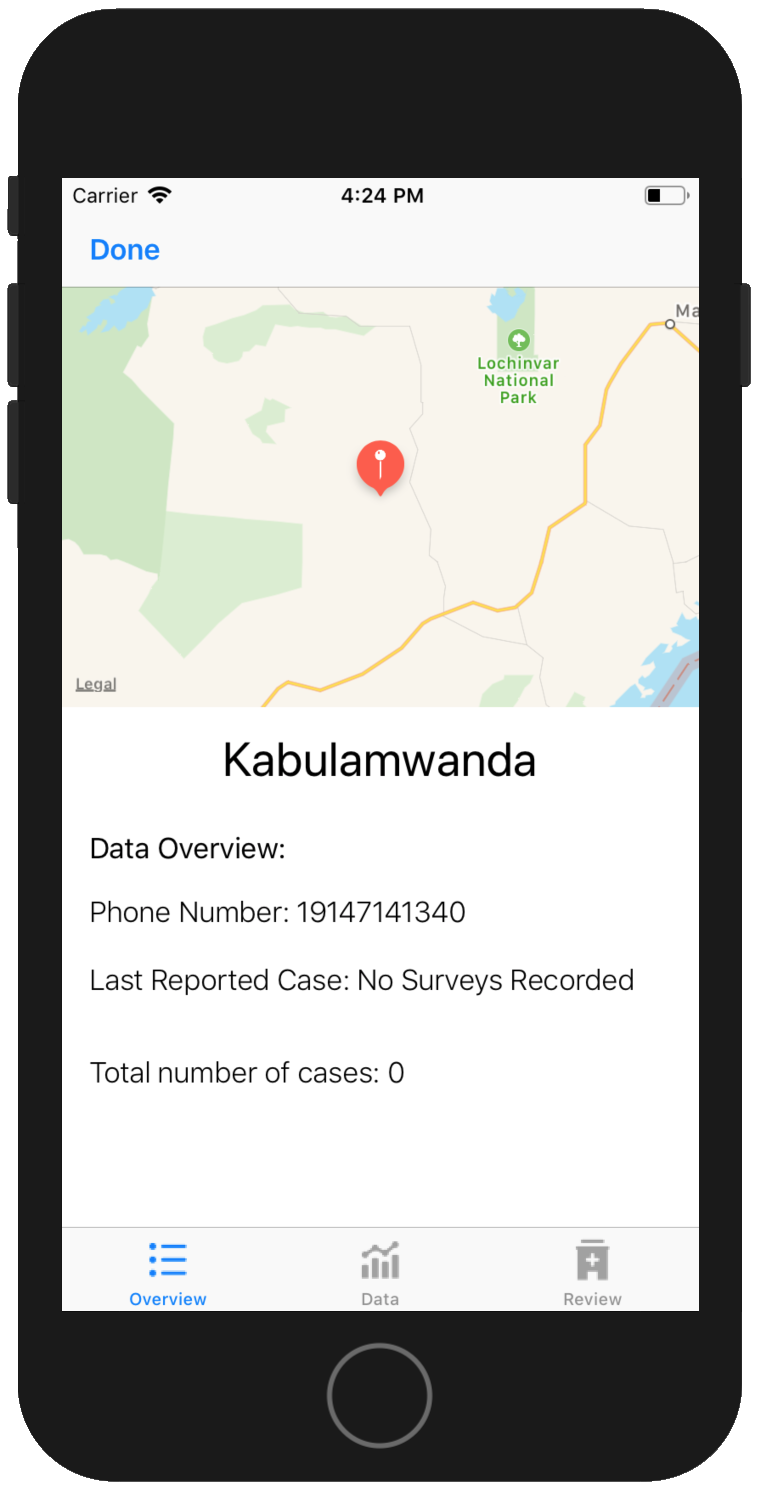 Carrier
4:24 PM
Done
Ma
Lochinvar
National
Park
Legal
Kabulamwanda
Data Overview:
Phone Number: 19147141340
Last Reported Case: No Surveys Recorded
Total number of cases: 0
Overview
Data
Review